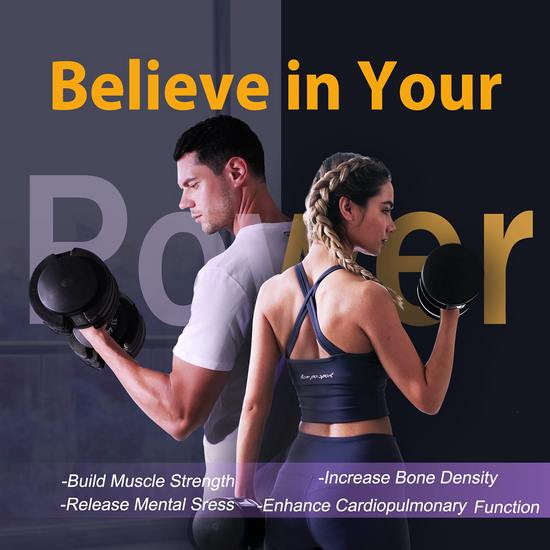 Believe in Your
Power
-Build Muscle Strength
-Increase Bone Density
-Release Mental Sress
-Enhance Cardiopulmonary Function